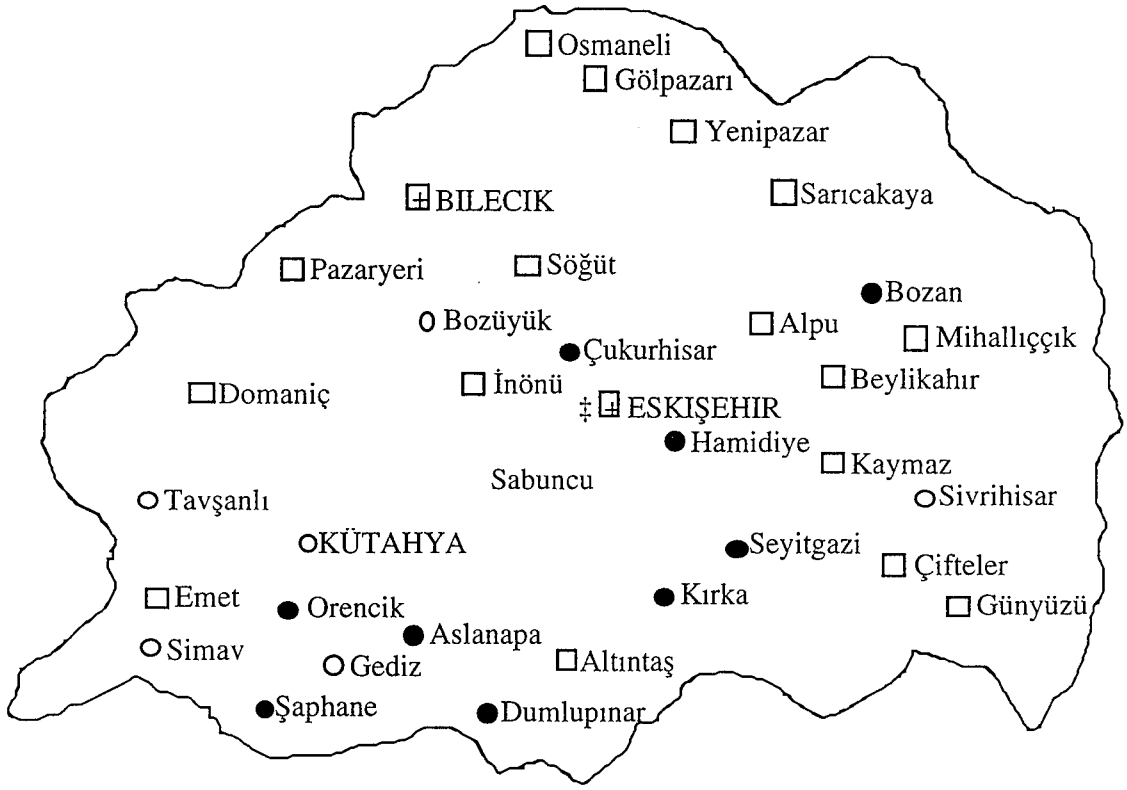 Osmaneli
Gölpazarı
Yenipazar
BILECIK
Sarıcakaya
Pazaryeri
Söğüt
Bozan
Bozüyük
Alpu
Mihallıççık
Çukurhisar
Domaniç
İnönü
Beylikahır
‡ ESKIŞEHIR
Hamidiye
Kaymaz
Sabuncu
Tavşanlı
Sivrihisar
KÜTAHYA
Seyitgazi
Çifteler
Emet
Orencik
Kırka
Günyüzü
Aslanapa
Simav
Gediz
Altıntaş
Şaphane
Dumlupınar